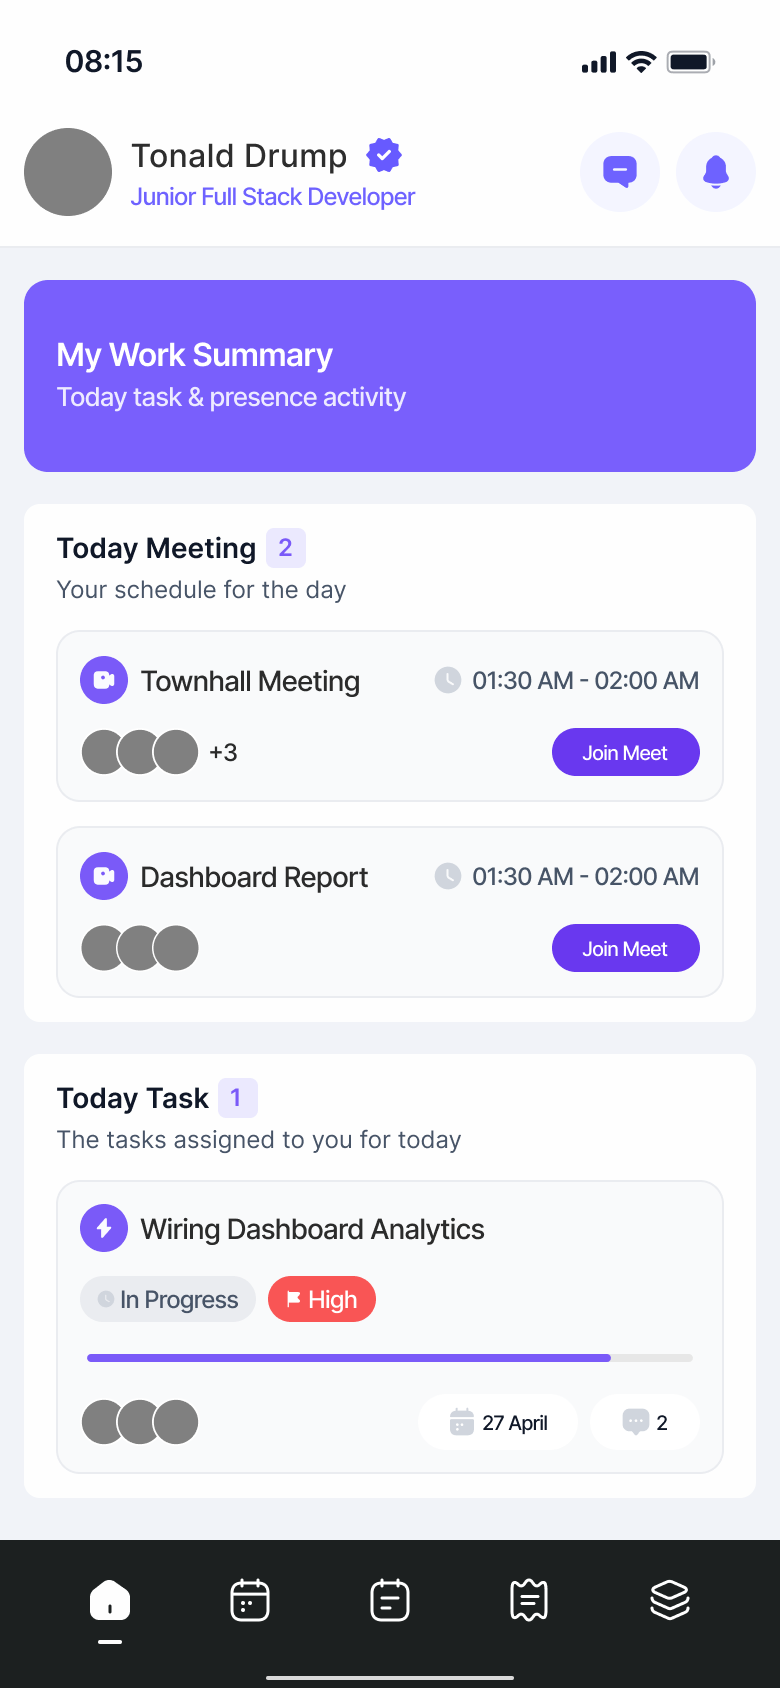 08:15
Tonald Drump
Junior Full Stack Developer
My Work Summary
Today task & presence activity
Today Meeting 2
Your schedule for the day
Townhall Meeting 01:30 AM - 02:00 AM
+3 Join Meet
Dashboard Report 01:30 AM - 02:00 AM
Join Meet
Today Task 1
The tasks assigned to you for today
Wiring Dashboard Analytics
In Progress High
27 April 2